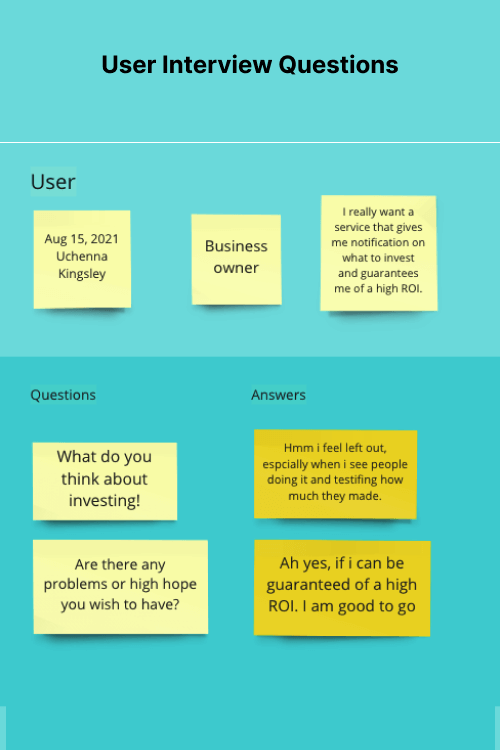 User Interview Questions
User
Aug 15, 2021
Uchenna
Kingsley
Business
owner
I really want a
service that gives
me notification on
what to invest
and guarantees
me of a high ROI.
Questions
Answers
What do you
think about
investing!
Hmm i feel left out,
espcially when i see people
doing it and testifing how
much they made.
Are there any
problems or high hope
you wish to have?
Ah yes, if i can be
guaranteed of a high
ROI. I am good to go